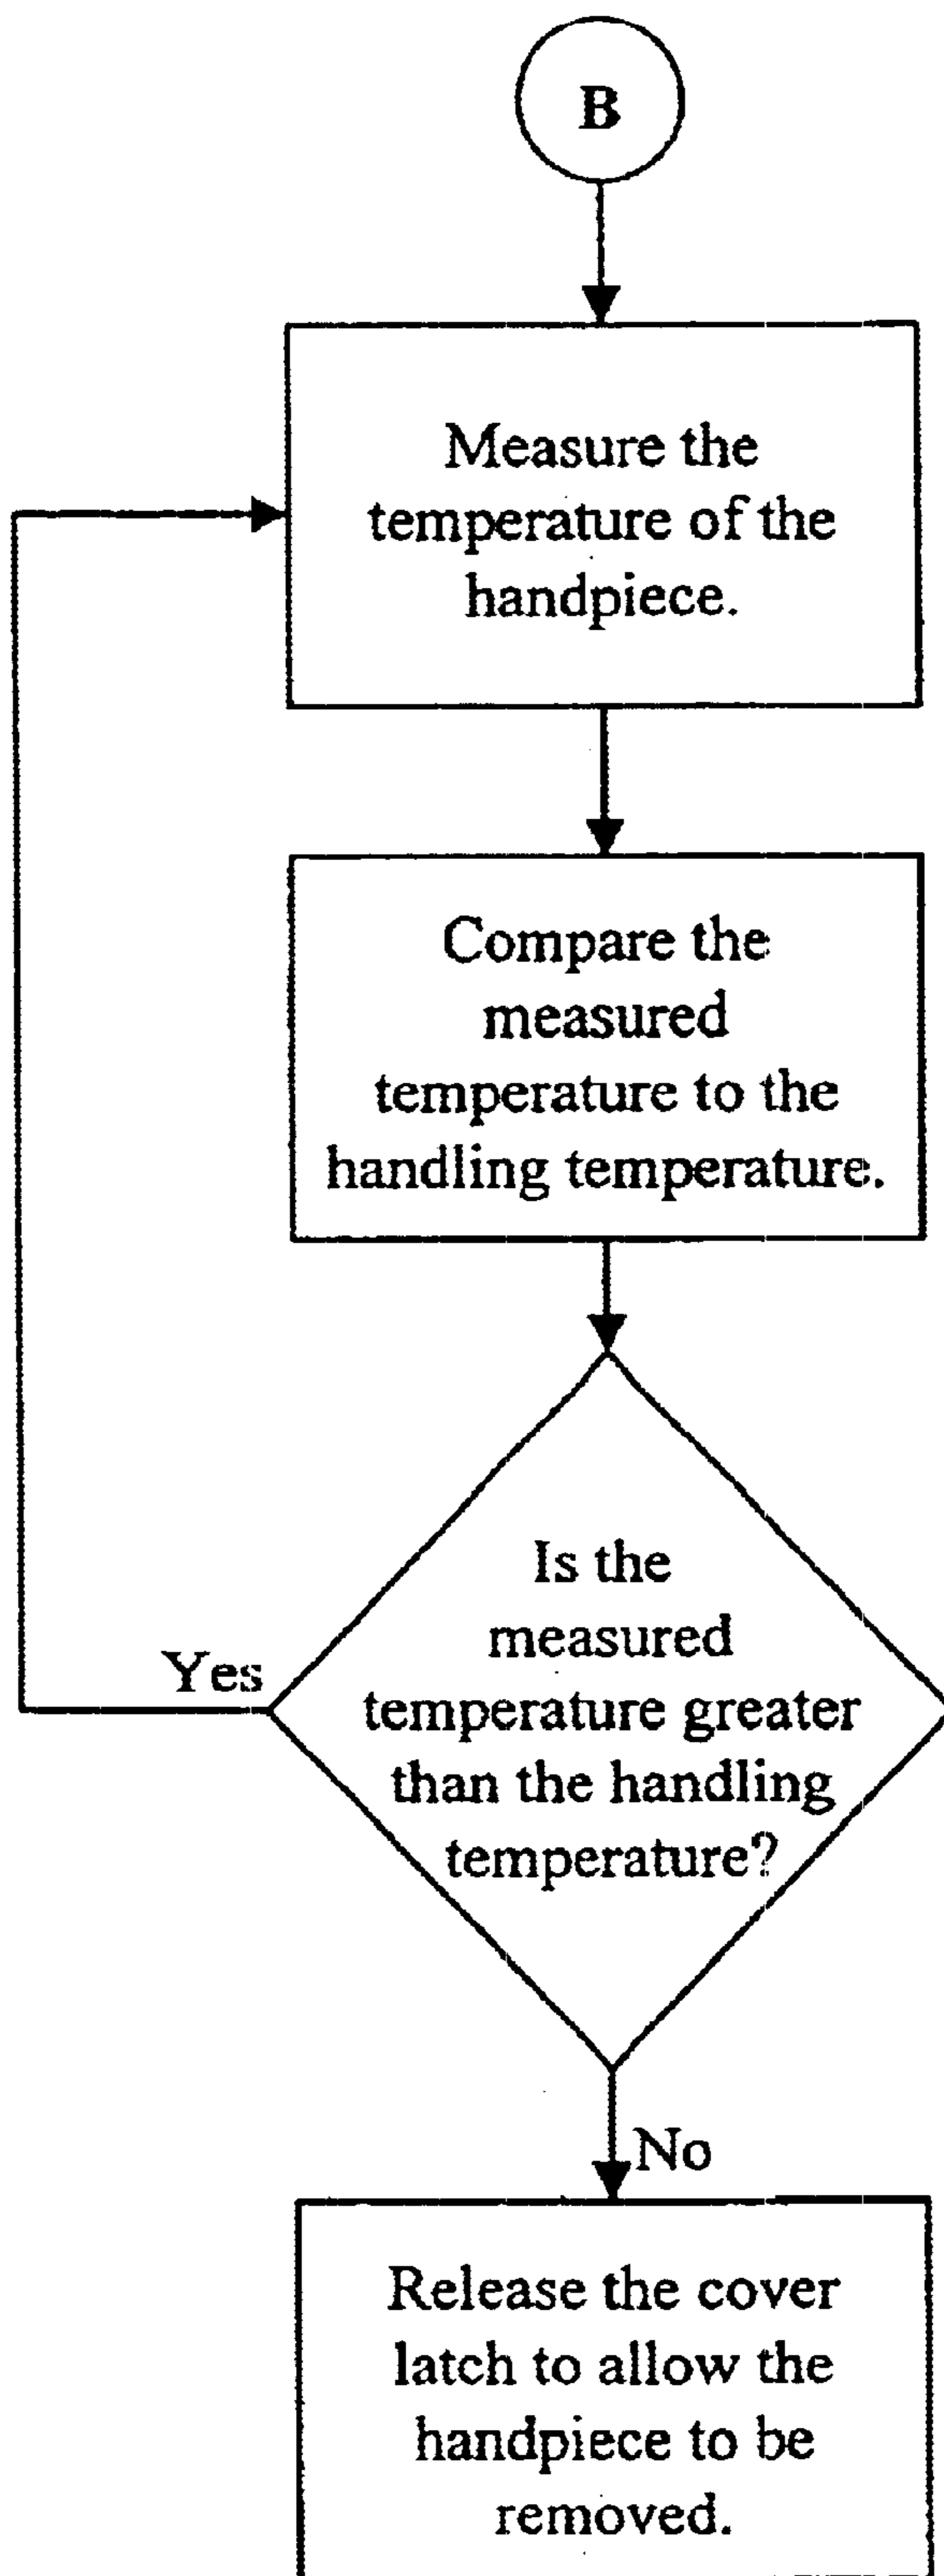 B
Measure the
temperature of the
handpiece.
Compare the
measured
temperature to the
handling temperature.
Is the
measured
temperature greater
than the handling
temperature?
Yes
No
Release the cover
latch to allow the
handpiece to be
removed.